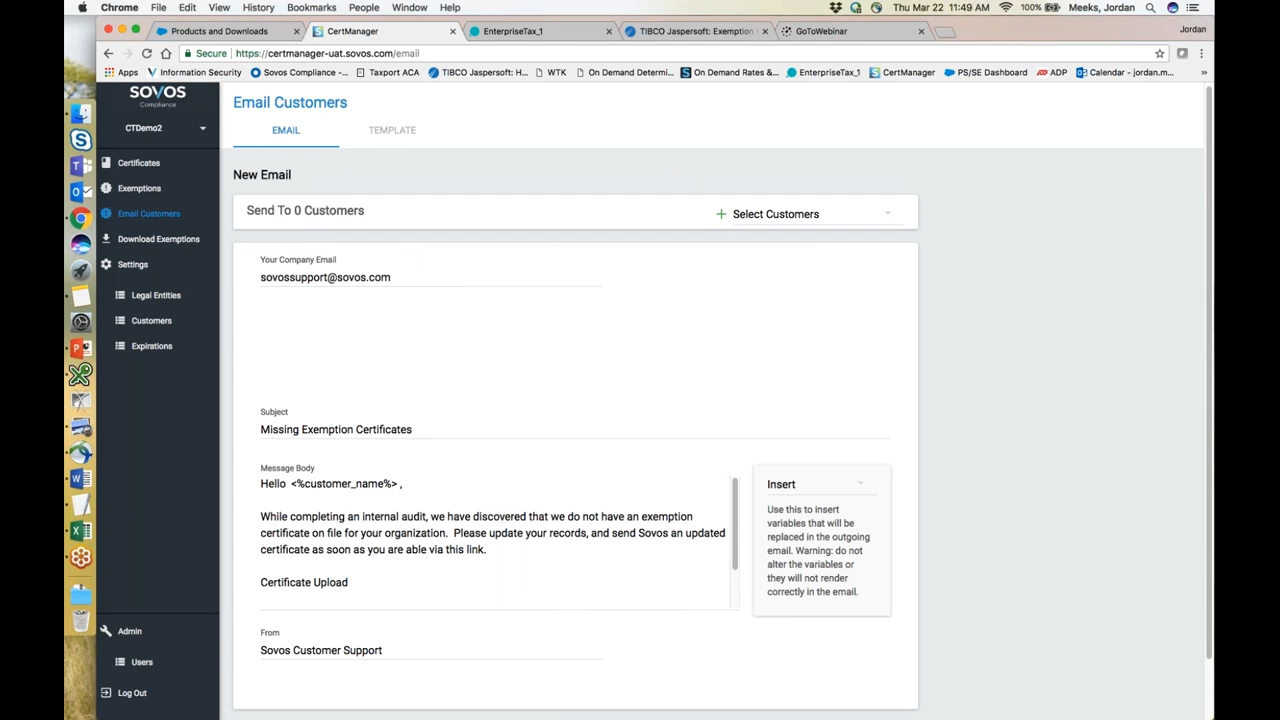 Chrome File Edit View History Bookmarks People Window Help Thu Mar 22 11:49 AM 100% Meeks, Jordan
Products and Downloads CertManager EnterpriseTax_1 TIBCO Jaspersoft: Exemption GoToWebinar Jordan
Secure https://certmanager-uat.sovos.com/email
Apps Information Security Sovos Compliance -... Taxport ACA TIBCO Jaspersoft: H... WTK On Demand Determi... On Demand Rates &... EnterpriseTax_1 CertManager PS/SE Dashboard ADP Calendar - jordan.m... »
SOVOS
Compliance
CTDemo2
Certificates
Exemptions
Email Customers
Download Exemptions
Settings
Legal Entities
Customers
Expirations
Admin
Users
Log Out
Email Customers
EMAIL TEMPLATE
New Email
Send To 0 Customers + Select Customers
Your Company Email
sovossupport@sovos.com
Subject
Missing Exemption Certificates
Message Body
Hello <%customer_name%> ,
While completing an internal audit, we have discovered that we do not have an exemption
certificate on file for your organization. Please update your records, and send Sovos an updated
certificate as soon as you are able via this link.
Certificate Upload
Insert
Use this to insert
variables that will be
replaced in the outgoing
email. Warning: do not
alter the variables or
they will not render
correctly in the email.
From
Sovos Customer Support